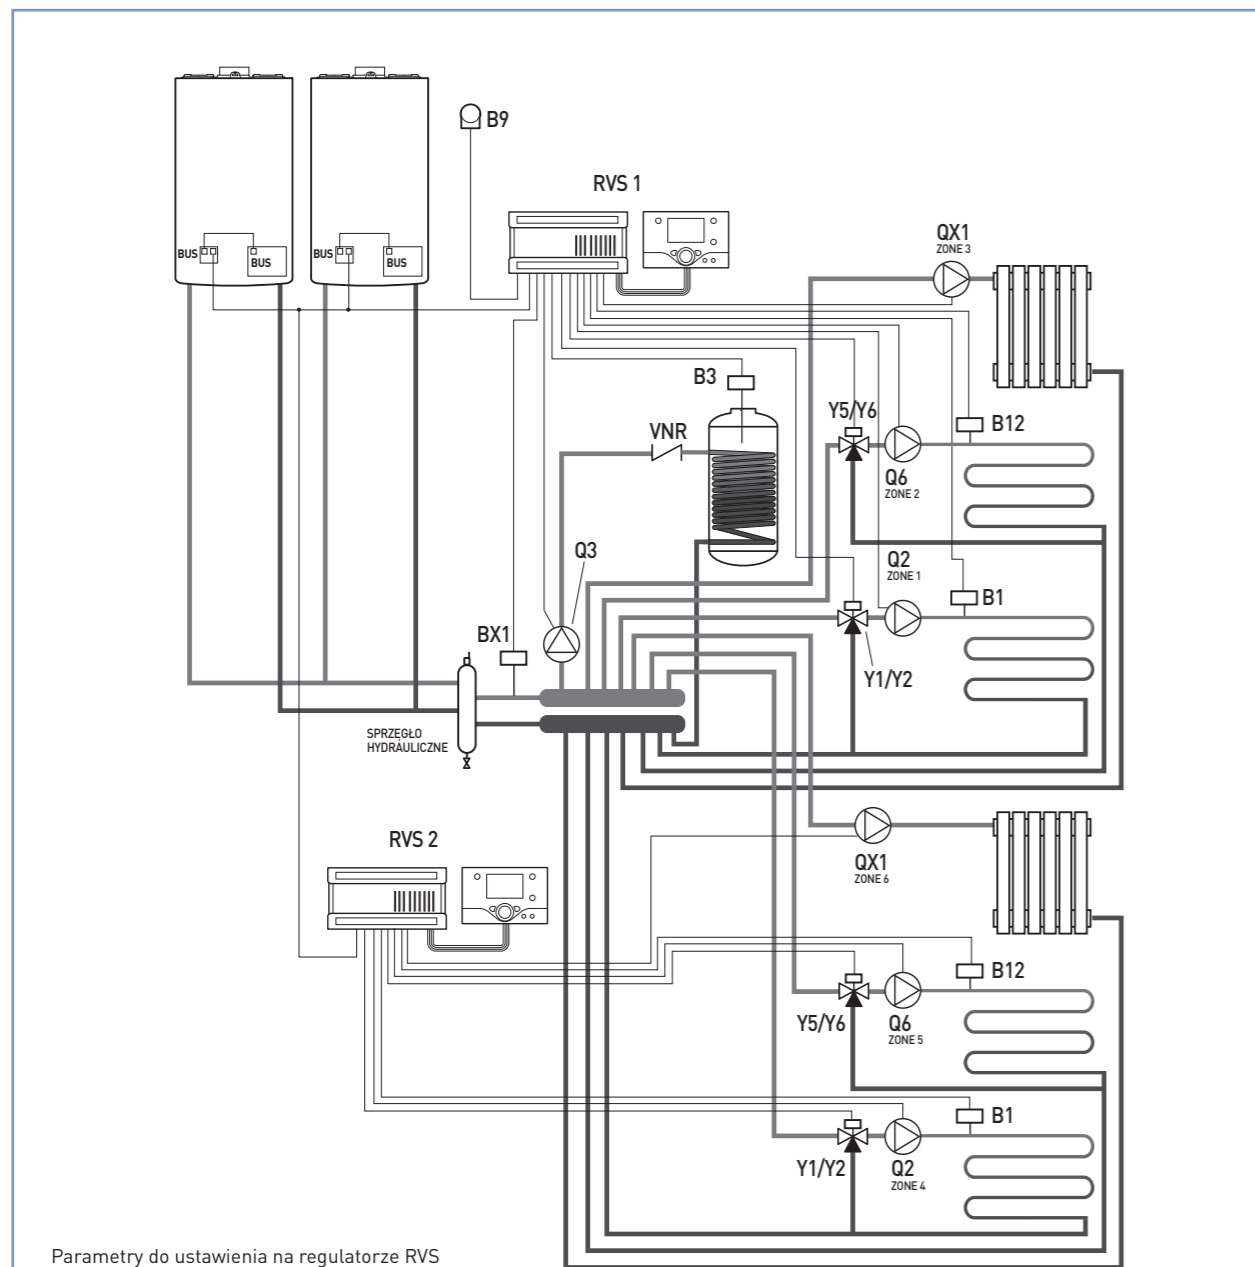 B9
RVS 1
QX1
ZONE 3
BUS
BUS
BUS
BUS
B3
Y5/Y6
B12
VNR
Q6
ZONE 2
Q3
Q2
ZONE 1
B1
BX1
Y1/Y2
SPRZĘGŁO
HYDRAULICZNE
RVS 2
QX1
ZONE 6
B12
Y5/Y6
Q6
ZONE 5
B1
Y1/Y2
Q2
ZONE 4
Parametry do ustawienia na regulatorze RVS